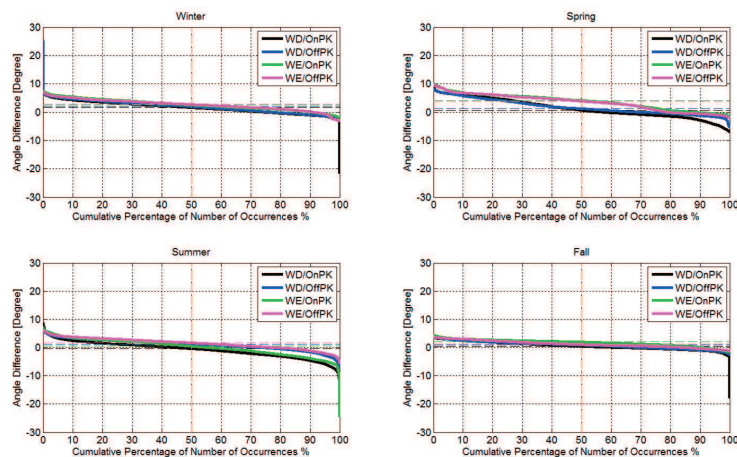 Winter
Angle Difference [Degree]
30
20
10
0
-10
-20
-30
0 10 20 30 40 50 60 70 80 90 100
Cumulative Percentage of Number of Occurrences %
WD/OnPK
WD/OffPK
WE/OnPK
WE/OffPK
Spring
Angle Difference [Degree]
30
20
10
0
-10
-20
-30
0 10 20 30 40 50 60 70 80 90 100
Cumulative Percentage of Number of Occurrences %
WD/OnPK
WD/OffPK
WE/OnPK
WE/OffPK
Summer
Angle Difference [Degree]
30
20
10
0
-10
-20
-30
0 10 20 30 40 50 60 70 80 90 100
Cumulative Percentage of Number of Occurrences %
WD/OnPK
WD/OffPK
WE/OnPK
WE/OffPK
Fall
Angle Difference [Degree]
30
20
10
0
-10
-20
-30
0 10 20 30 40 50 60 70 80 90 100
Cumulative Percentage of Number of Occurrences %
WD/OnPK
WD/OffPK
WE/OnPK
WE/OffPK